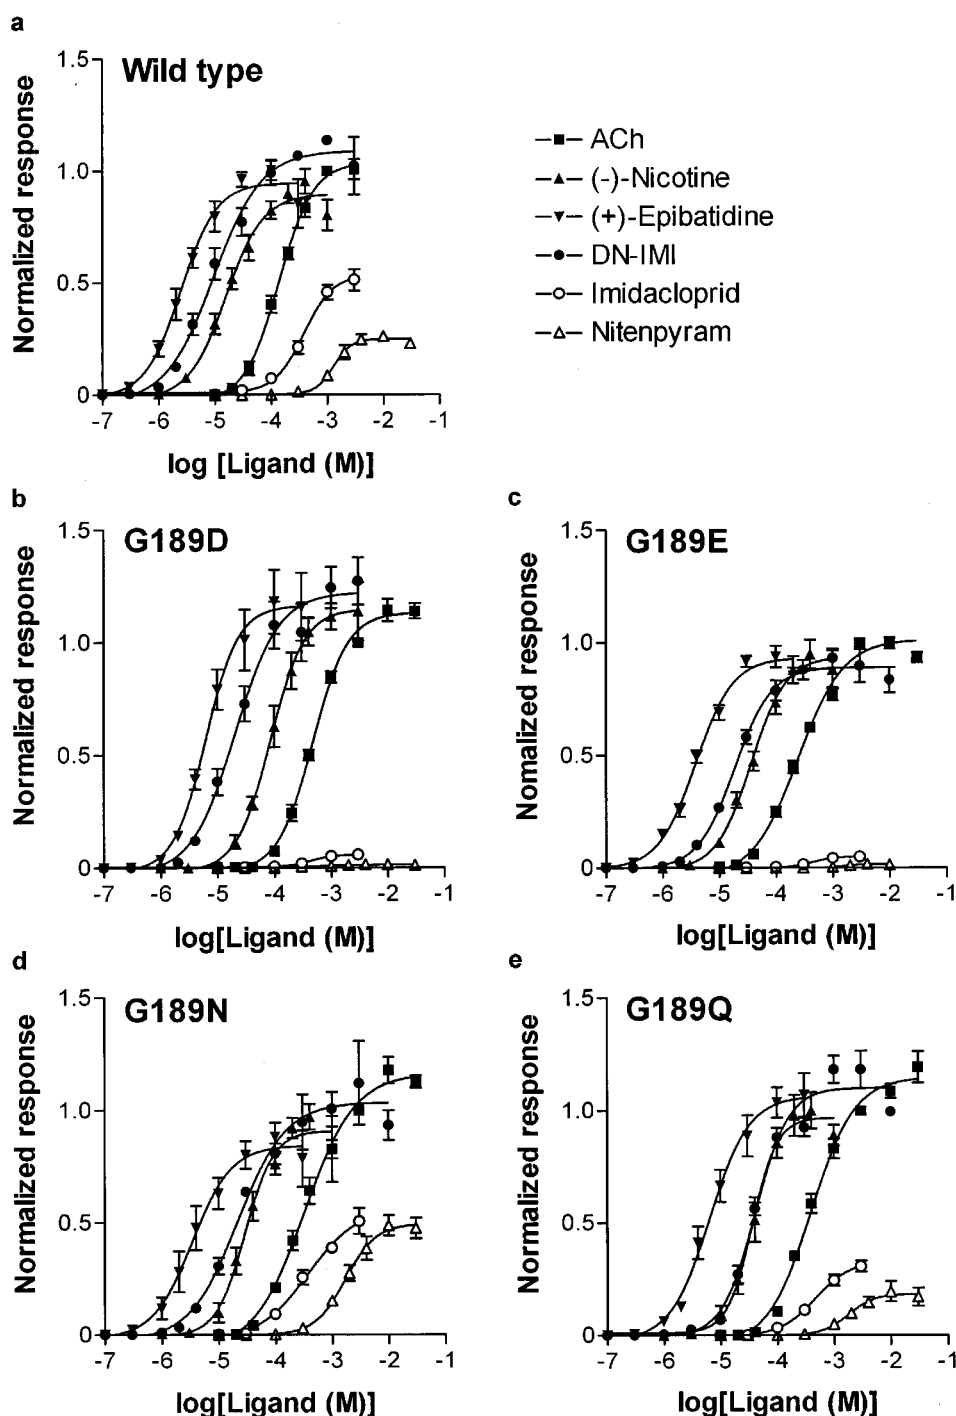 a
Wild type
Normalized response
1.5
1.0
0.5
0
-7 -6 -5 -4 -3 -2 -1
log [Ligand (M)]
ACh
(-)-Nicotine
(+)-Epibatidine
DN-IMI
Imidacloprid
Nitenpyram
b
G189D
Normalized response
1.5
1.0
0.5
0
-7 -6 -5 -4 -3 -2 -1
log[Ligand (M)]
c
G189E
Nomalized response
1.5
1.0
0.5
0
-7 -6 -5 -4 -3 -2 -1
log[Ligand (M)]
d
G189N
Normalized response
1.5
1.0
0.5
0
-7 -6 -5 -4 -3 -2 -1
log[Ligand (M)]
e
G189Q
Normalized response
1.5
1.0
0.5
0
-7 -6 -5 -4 -3 -2 -1
log[Ligand (M)]